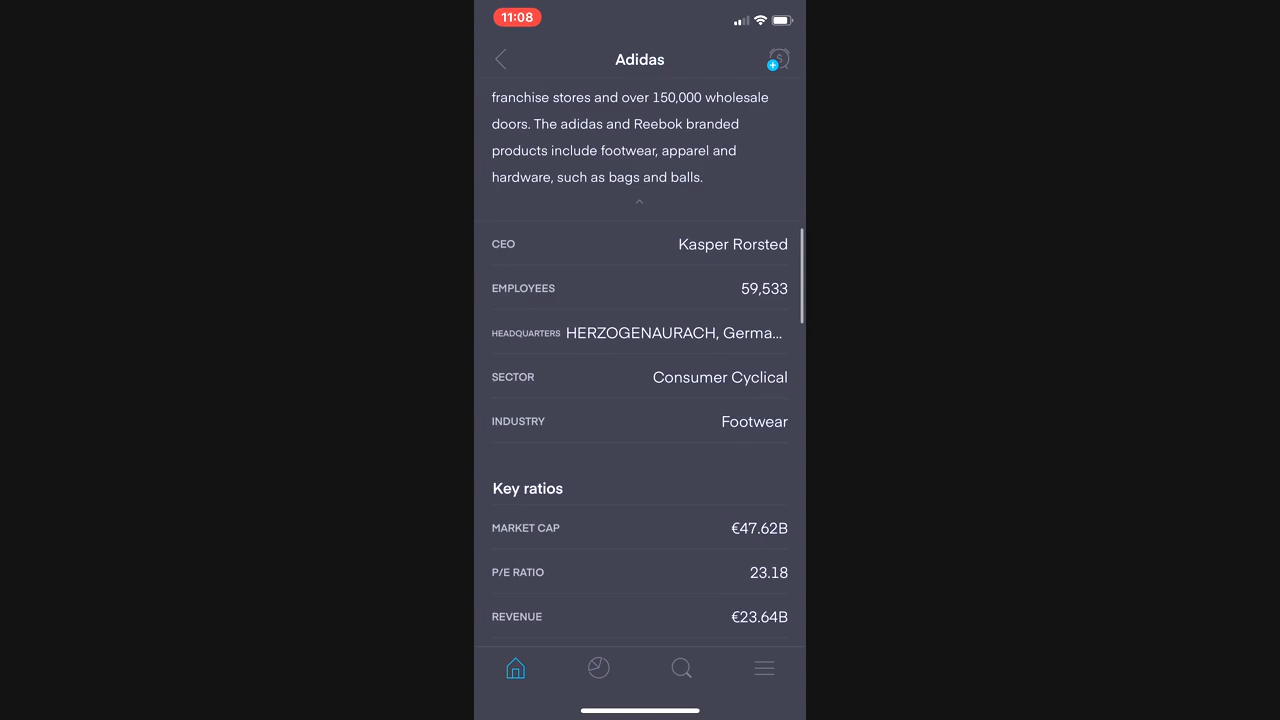 11:08
Adidas
franchise stores and over 150,000 wholesale
doors. The adidas and Reebok branded
products include footwear, apparel and
hardware, such as bags and balls.
CEO Kasper Rorsted
EMPLOYEES 59,533
HEADQUARTERS HERZOGENAURACH, Germa...
SECTOR Consumer Cyclical
INDUSTRY Footwear
Key ratios
MARKET CAP €47.62B
P/E RATIO 23.18
REVENUE €23.64B